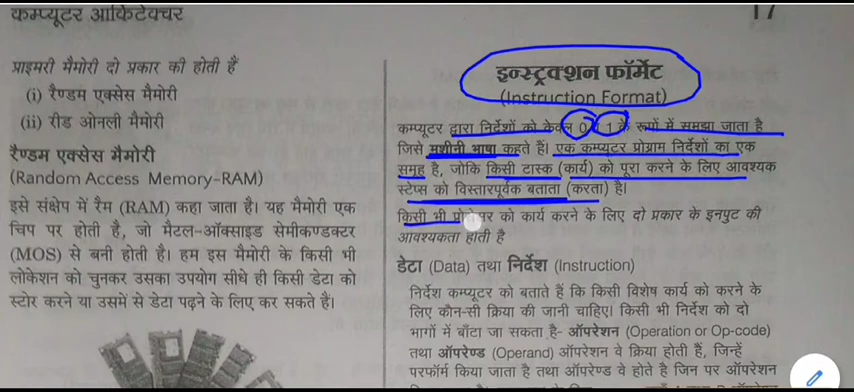 कम्प्यूटर आर्किटेक्चर
17
प्राइमरी मैमोरी दो प्रकार की होती हैं
(i) रैण्डम एक्सेस मैमोरी
(ii) रीड ओनली मैमोरी
रैण्डम एक्सेस मैमोरी
(Random Access Memory-RAM)
इसे संक्षेप में रैम (RAM) कहा जाता है। यह मैमोरी एक
चिप पर होती है, जो मैटल-ऑक्साइड सेमीकण्डक्टर
(MOS) से बनी होती है। हम इस मैमोरी के किसी भी
लोकेशन को चुनकर उसका उपयोग सीधे ही किसी डेटा को
स्टोर करने या उसमें से डेटा पढ़ने के लिए कर सकते हैं।
इन्स्ट्रक्शन फॉर्मेट
(Instruction Format)
कम्प्यूटर द्वारा निर्देशों को केवल 0 1 के रूपों में समझा जाता है
जिसे मशीनी भाषा कहते हैं। एक कम्प्यूटर प्रोग्राम निर्देशों का एक
समूह है, जोकि किसी टास्क (कार्य) को पूरा करने के लिए आवश्यक
स्टेप्स को विस्तारपूर्वक बताता (करता) है।
किसी भी को कार्य करने के लिए दो प्रकार के इनपुट की
आवश्यकता होती है
डेटा (Data) तथा निर्देश (Instruction)
निर्देश कम्प्यूटर को बताते हैं कि किसी विशेष कार्य को करने के
लिए कौन-सी क्रिया की जानी चाहिए। किसी भी निर्देश को दो
भागों में बाँटा जा सकता है- ऑपरेशन (Operation or Op-code)
तथा ऑपरेण्ड (Operand) ऑपरेशन वे क्रिया होती हैं, जिन्हें
परफॉर्म किया जाता है तथा ऑपरेण्ड वे होते है जिन पर ऑपरेशन